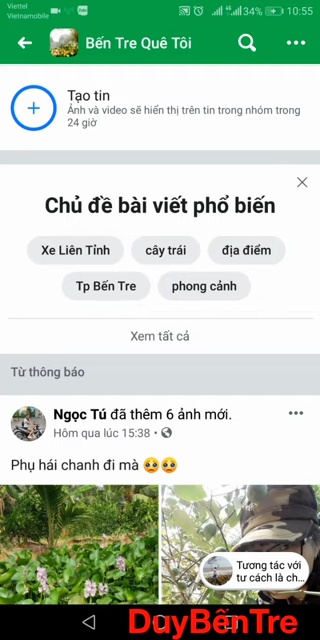 Viettel
Vietnamobile
34% 10:55
Bến Tre Quê Tôi
Tạo tin
Ảnh và video sẽ hiển thị trên tin trong nhóm trong
24 giờ
Chủ đề bài viết phổ biến
Xe Liên Tỉnh cây trái địa điểm
Tp Bến Tre phong cảnh
Xem tất cả
Từ thông báo
Ngọc Tú đã thêm 6 ảnh mới.
Hôm qua lúc 15:38
Phụ hái chanh đi mà 🥺🥺
Tương tác với
tư cách là ch...
DuyBếnTre